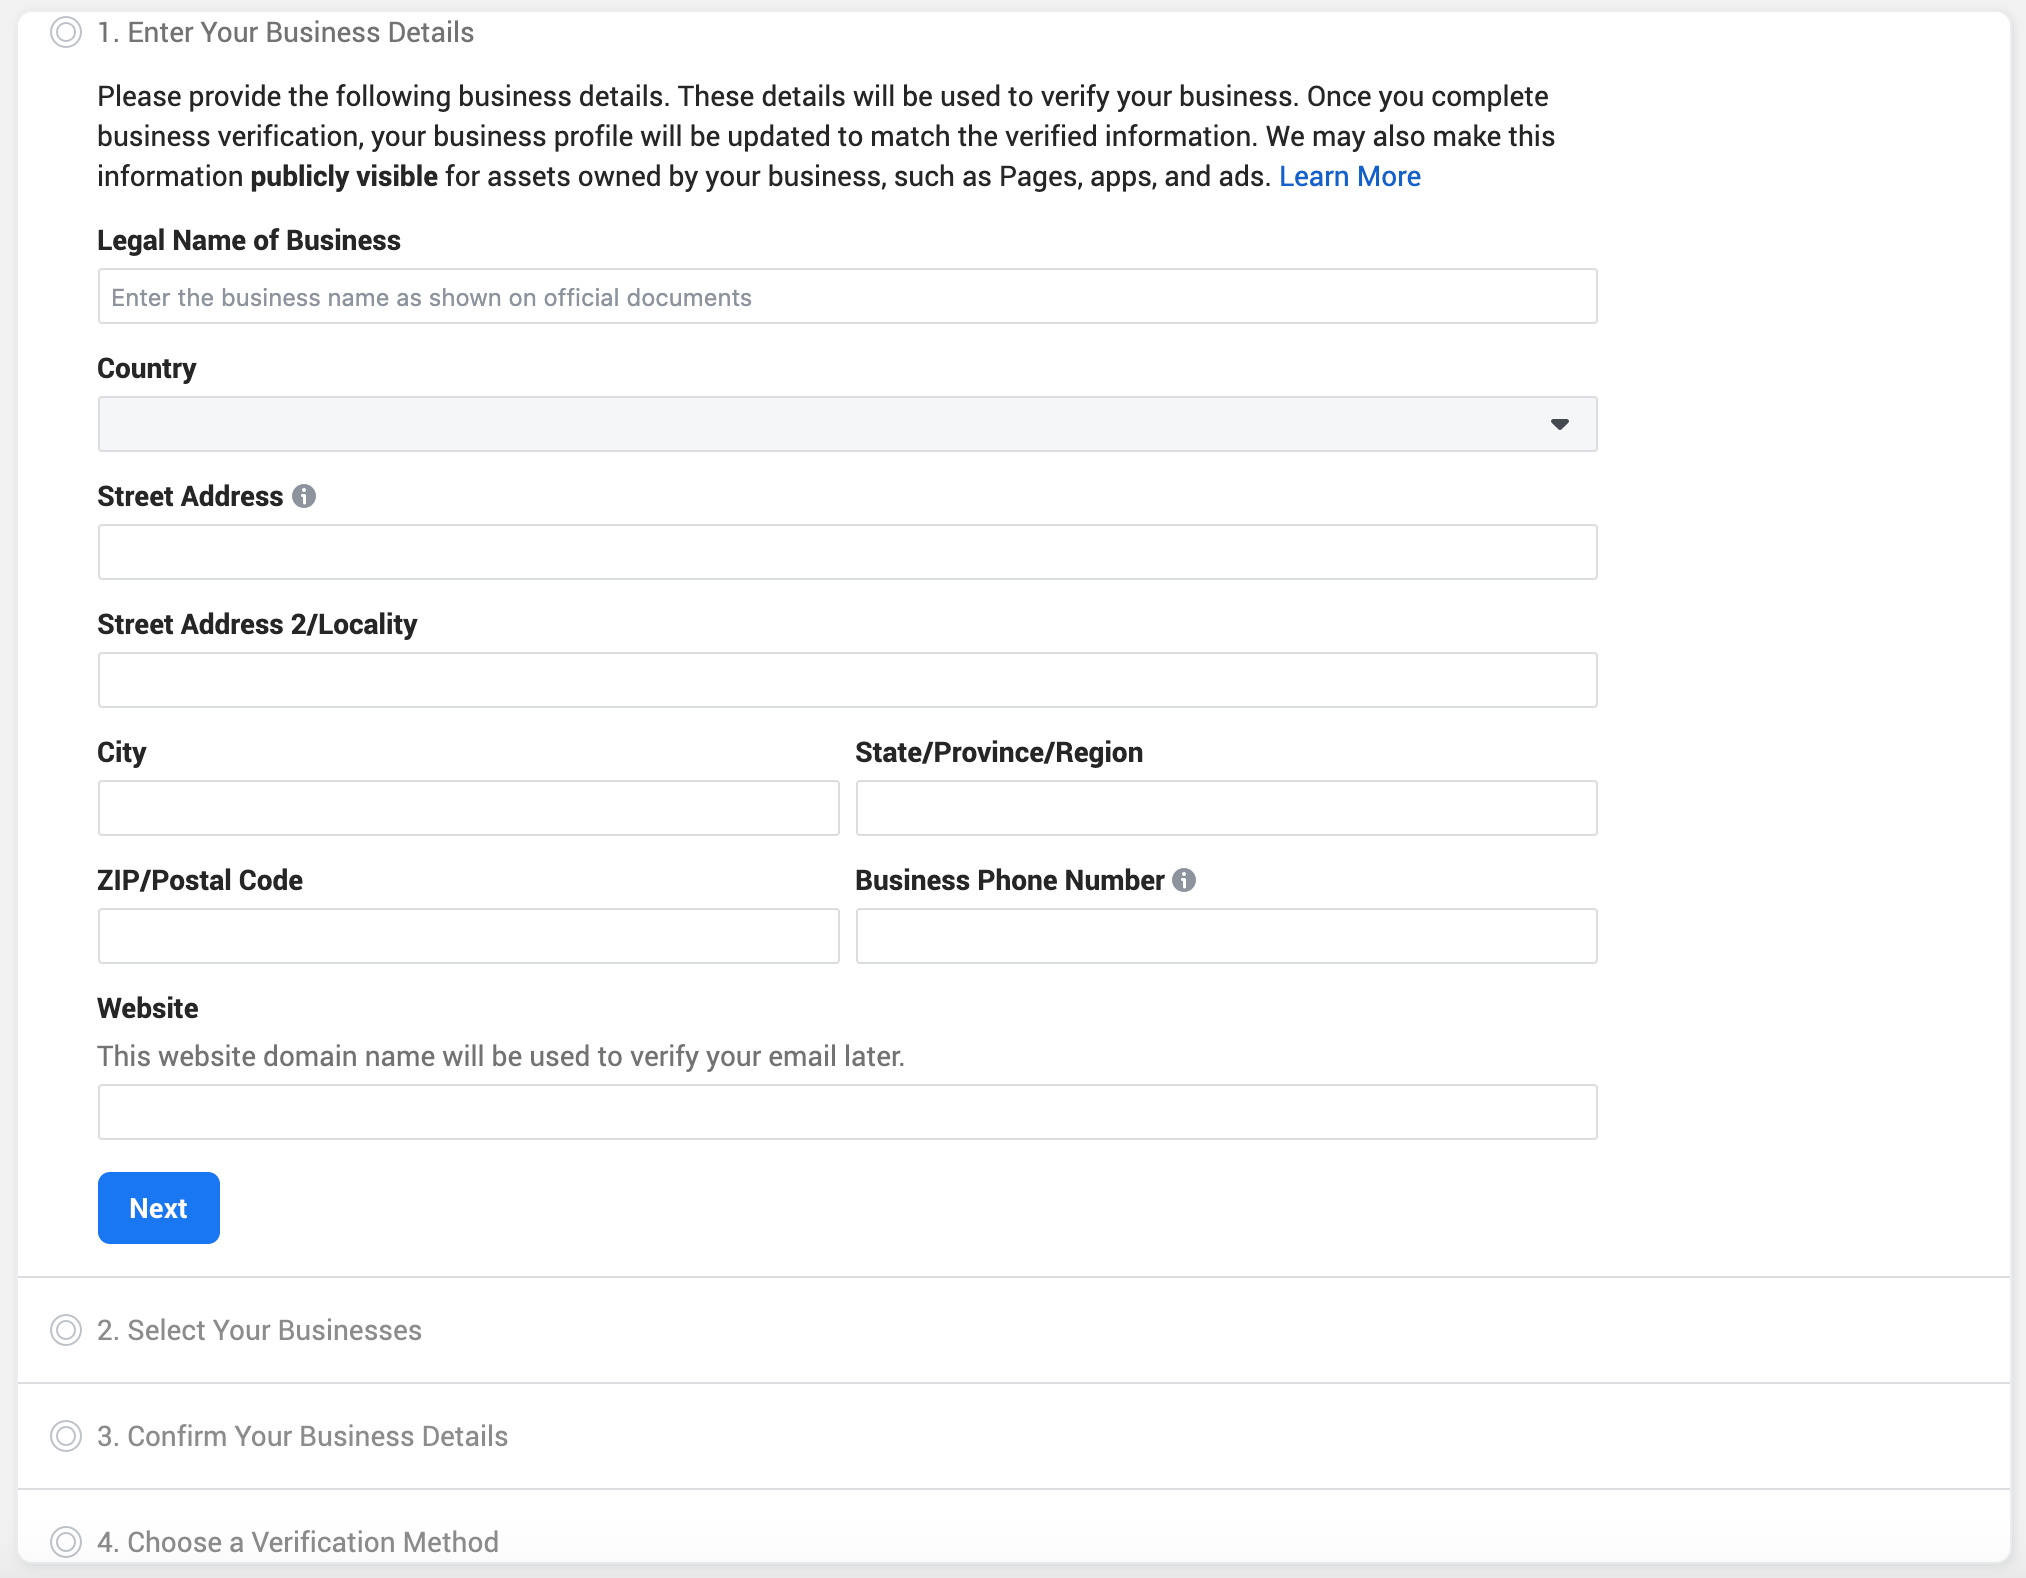 1. Enter Your Business Details
Please provide the following business details. These details will be used to verify your business. Once you complete
business verification, your business profile will be updated to match the verified information. We may also make this
information publicly visible for assets owned by your business, such as Pages, apps, and ads. Learn More
Legal Name of Business
Enter the business name as shown on official documents
Country
Street Address
Street Address 2/Locality
City
State/Province/Region
ZIP/Postal Code
Business Phone Number
Website
This website domain name will be used to verify your email later.
Next
2. Select Your Businesses
3. Confirm Your Business Details
4. Choose a Verification Method